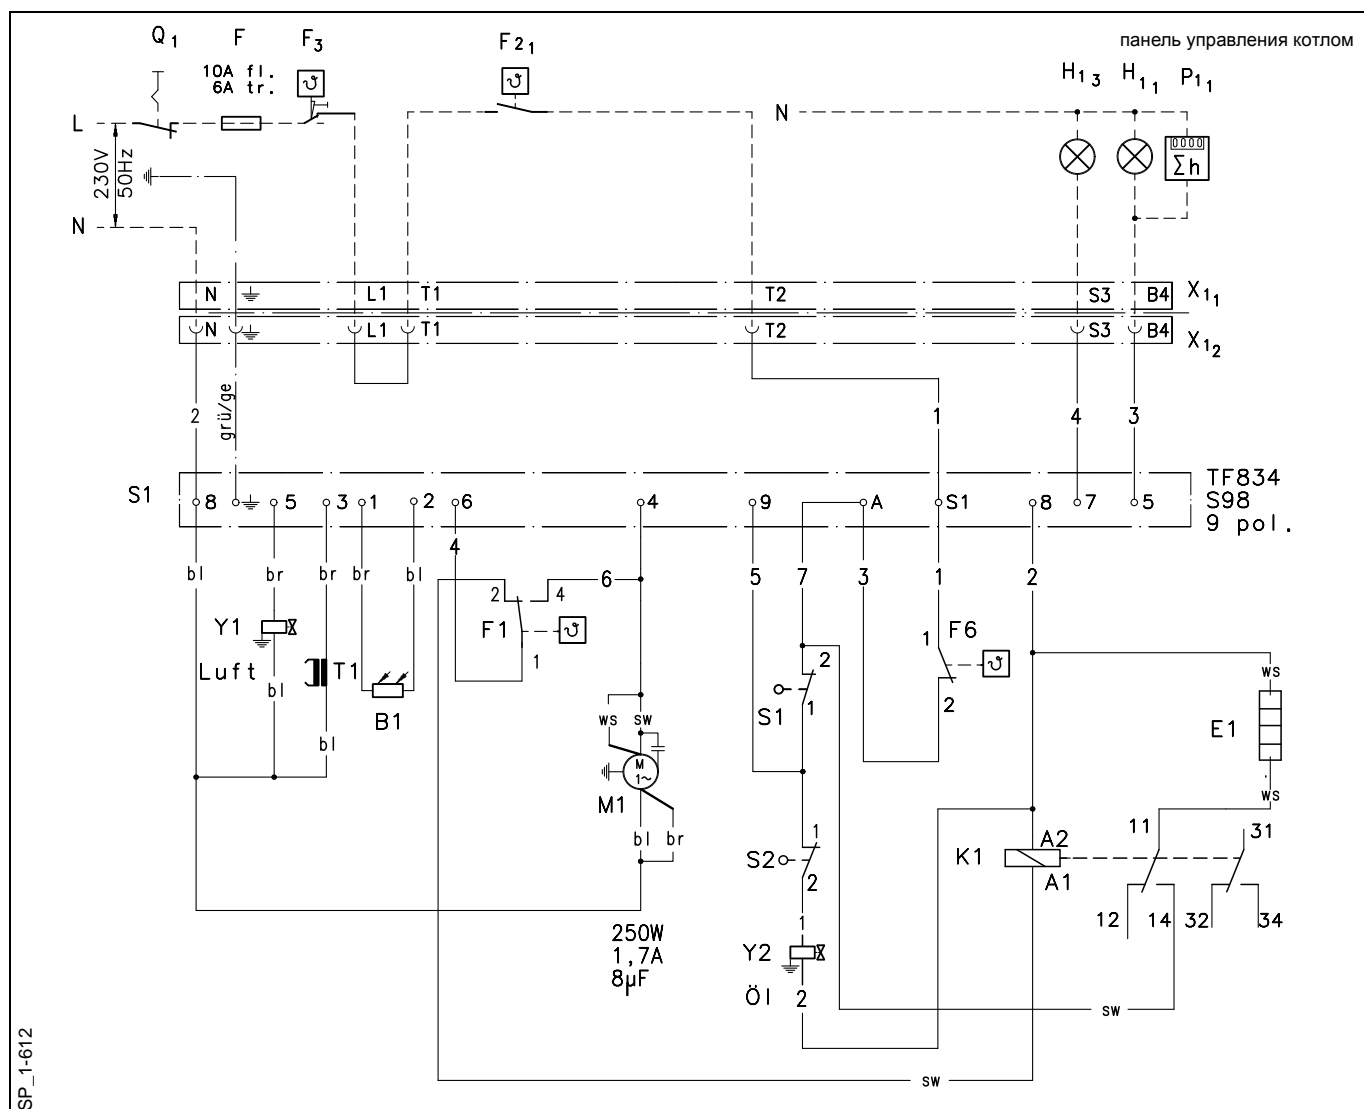 панель управления котлом
Q1 F F3 F21
10A fl.
6A tr.
H13 H11 P11
L N
0000
Σh
230V
50Hz
N
N L1 T1 T2 S3 B4 X11
N L1 T1 T2 S3 B4 X12
2 grü/ge 1 4 3
S1 8 5 3 1 2 6 4 9 A S1 8 7 5
TF834
S98
9 pol.
bl br br br bl 4 6 5 7 3 1 2
2 4
Y1 F1 ϑ 1 F6 ϑ
Luft T1 1 2 ws
bl B1 ws sw S1 1 2 E1
bl
M
1~
M1 ws
bl br 11 31
S2 1 K1 A2
2 A1
12 14 32 34
250W
1,7A
8µF
1
Y2
Öl 2
sw
sw
SP_1-612